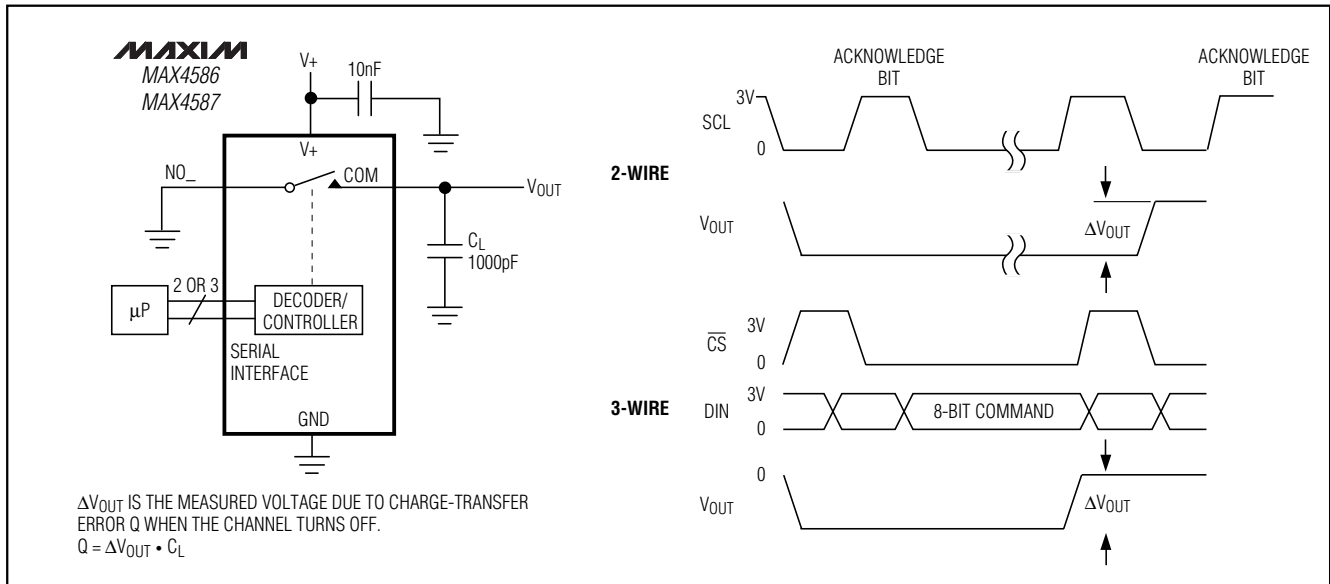 MAXIM
MAX4586
MAX4587
V+
10nF
V+
NO_
COM
VOUT
CL
1000pF
µP
2 OR 3
DECODER/
CONTROLLER
SERIAL
INTERFACE
GND
ΔVOUT IS THE MEASURED VOLTAGE DUE TO CHARGE-TRANSFER
ERROR Q WHEN THE CHANNEL TURNS OFF.
Q = ΔVOUT • CL
ACKNOWLEDGE
BIT
ACKNOWLEDGE
BIT
3V
SCL
0
2-WIRE
VOUT
ΔVOUT
3V
CS
0
3-WIRE
3V
DIN
8-BIT COMMAND
0
0
VOUT
ΔVOUT